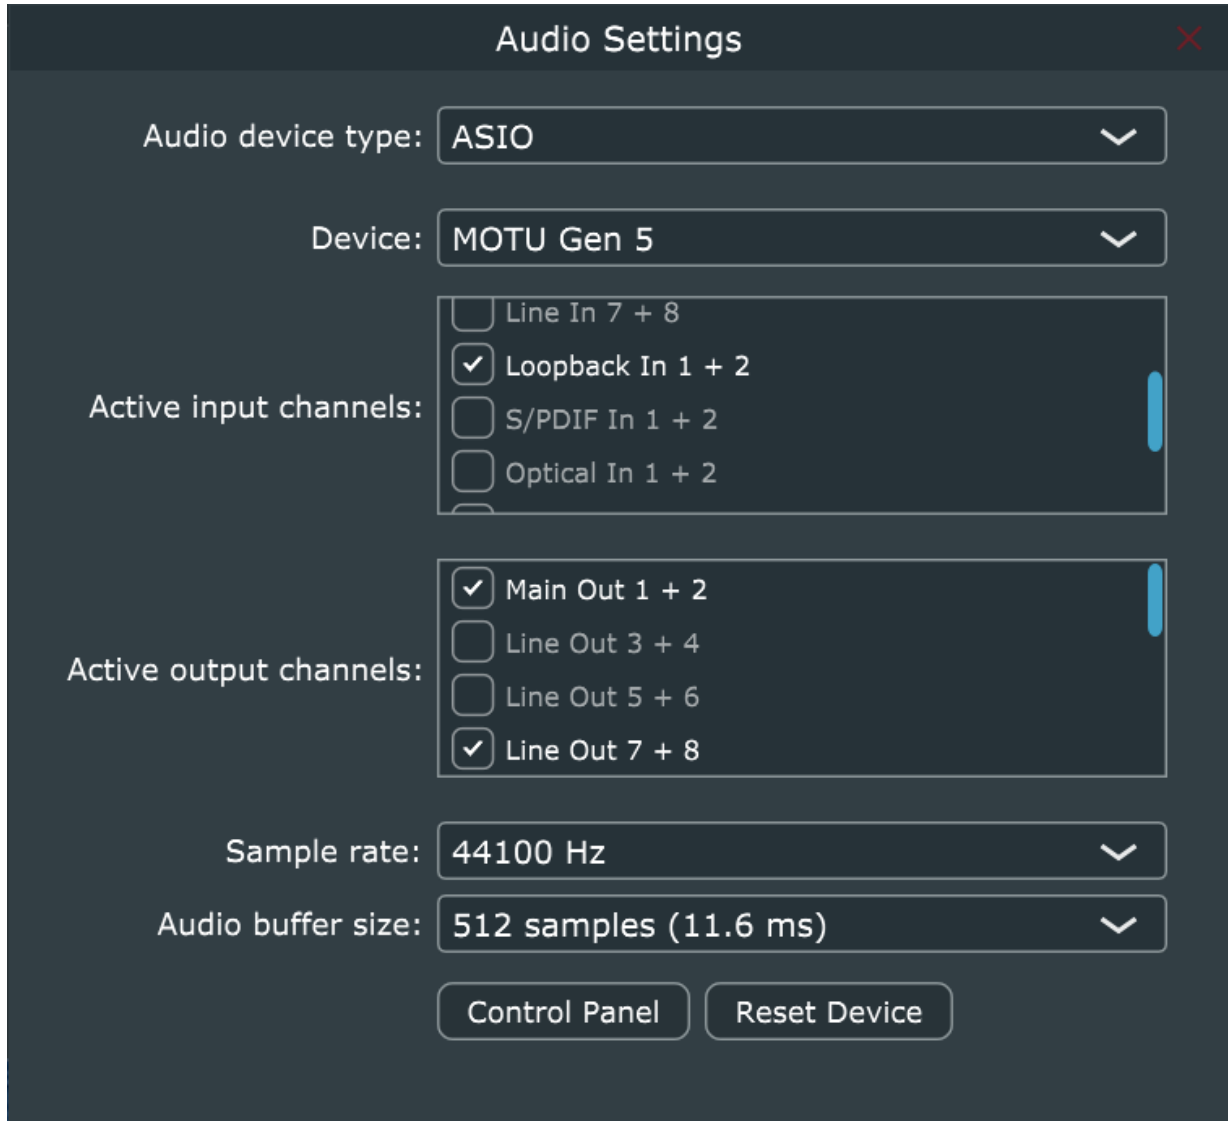 Audio Settings
Audio device type: ASIO
Device: MOTU Gen 5
Line In 7 + 8
Loopback In 1 + 2
Active input channels:
S/PDIF In 1 + 2
Optical In 1 + 2
Main Out 1 + 2
Line Out 3 + 4
Active output channels:
Line Out 5 + 6
Line Out 7 + 8
Sample rate: 44100 Hz
Audio buffer size: 512 samples (11.6 ms)
Control Panel Reset Device